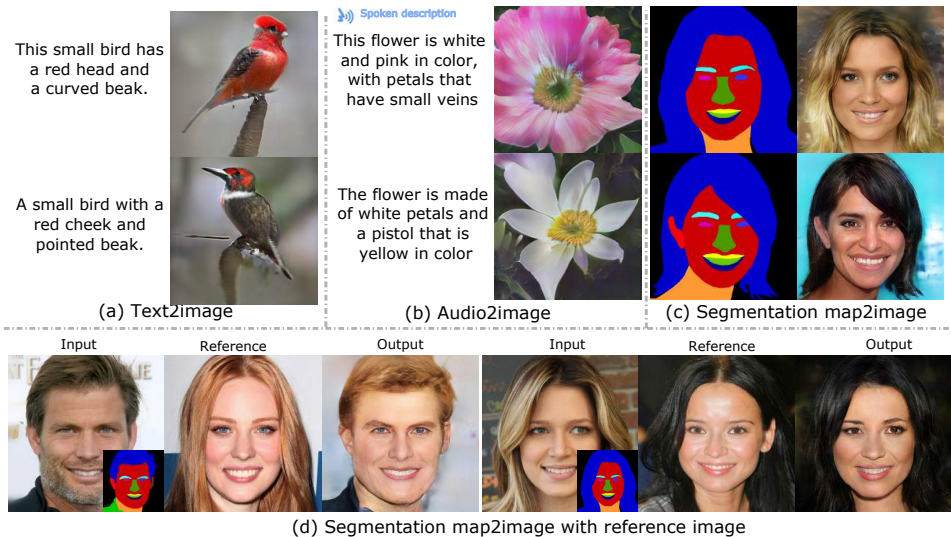 This small bird has
a red head and
a curved beak.
A small bird with a
red cheek and
pointed beak.
(a) Text2image
Spoken description
This flower is white
and pink in color,
with petals that
have small veins
The flower is made
of white petals and
a pistol that is
yellow in color
(b) Audio2image
(c) Segmentation map2image
Input
Reference
Output
Input
Reference
Output
(d) Segmentation map2image with reference image